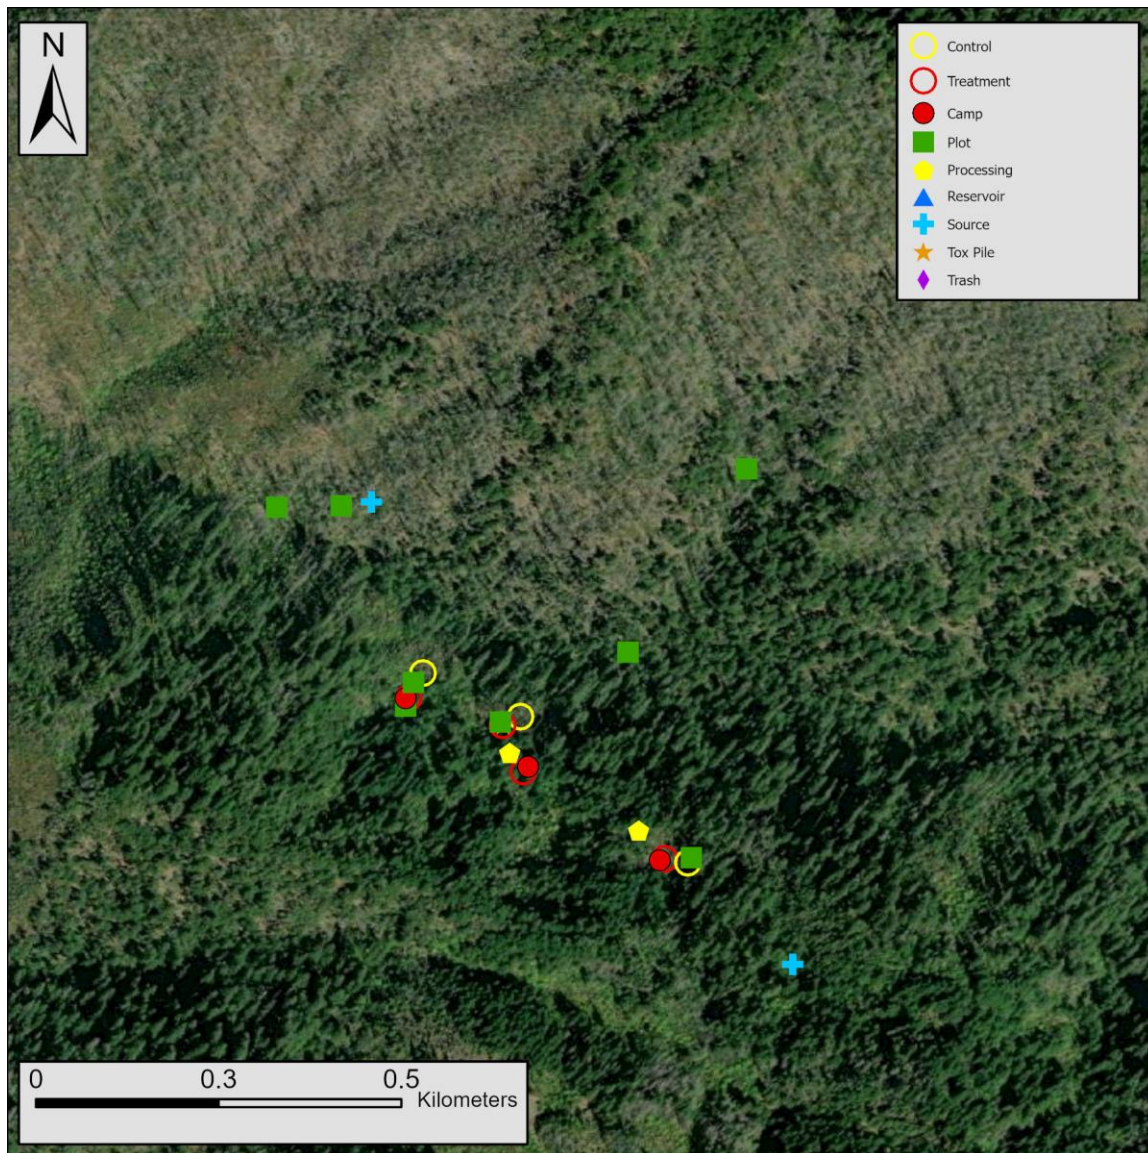 N
Control
Treatment
Camp
Plot
Processing
Reservoir
Source
Tox Pile
Trash
0 0.3 0.5
Kilometers